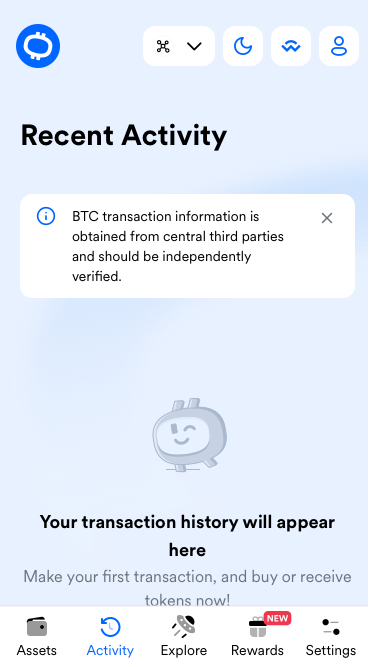 Recent Activity
BTC transaction information is
obtained from central third parties
and should be independently
verified.
Your transaction history will appear
here
Make your first transaction, and buy or receive
tokens now!
NEW
Assets
Activity
Explore
Rewards
Settings